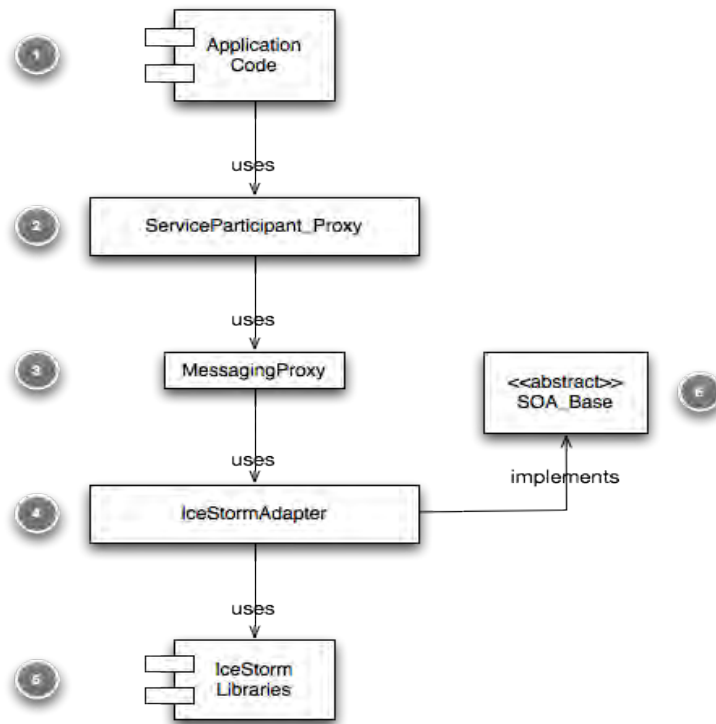 1
Application
Code
uses
2
ServiceParticipant_Proxy
uses
3
MessagingProxy
<<abstract>>
SOA_Base
6
uses
implements
4
IceStormAdapter
uses
5
IceStorm
Libraries